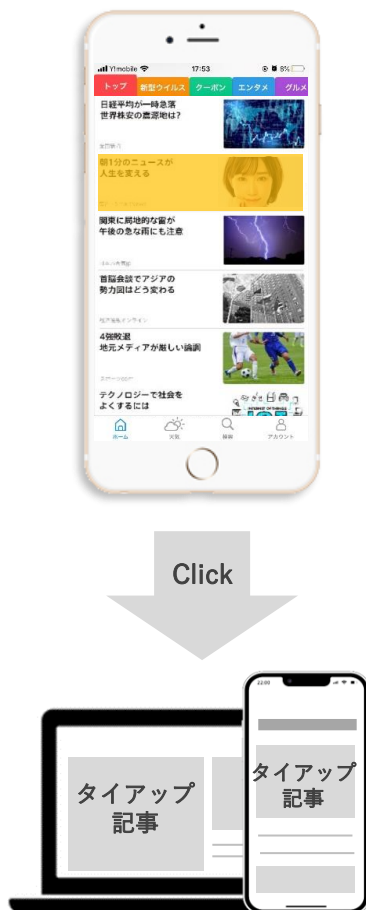 Y!mobile 17:53 8%
トップ 新型ウイルス クーポン エンタメ グルメ
日経平均が一時急落
世界株安の震源地は?
朝1分のニュースが
人生を変える
関東に局地的な雷が
午後の急な雨にも注意
首脳会談でアジアの
勢力図はどう変わる
4強敗退
地元メディアが厳しい論調
テクノロジーで社会を
よくするには
INTERNET OF THINGS
ホーム 天気 検索 アカウント
Click
22:09
タイアップ
記事
タイアップ
記事